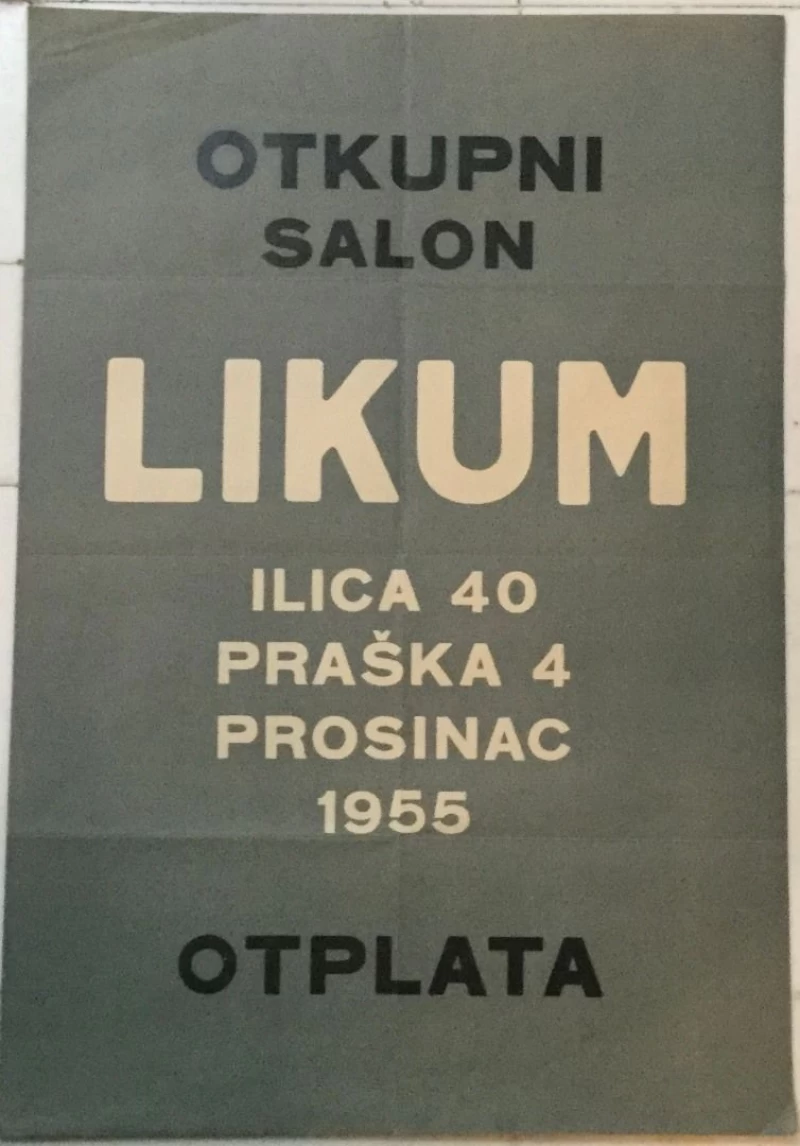 OTKUPNI
SALON
LIKUM
ILICA 40
PRAŠKA 4
PROSINAC
1955
OTPLATA